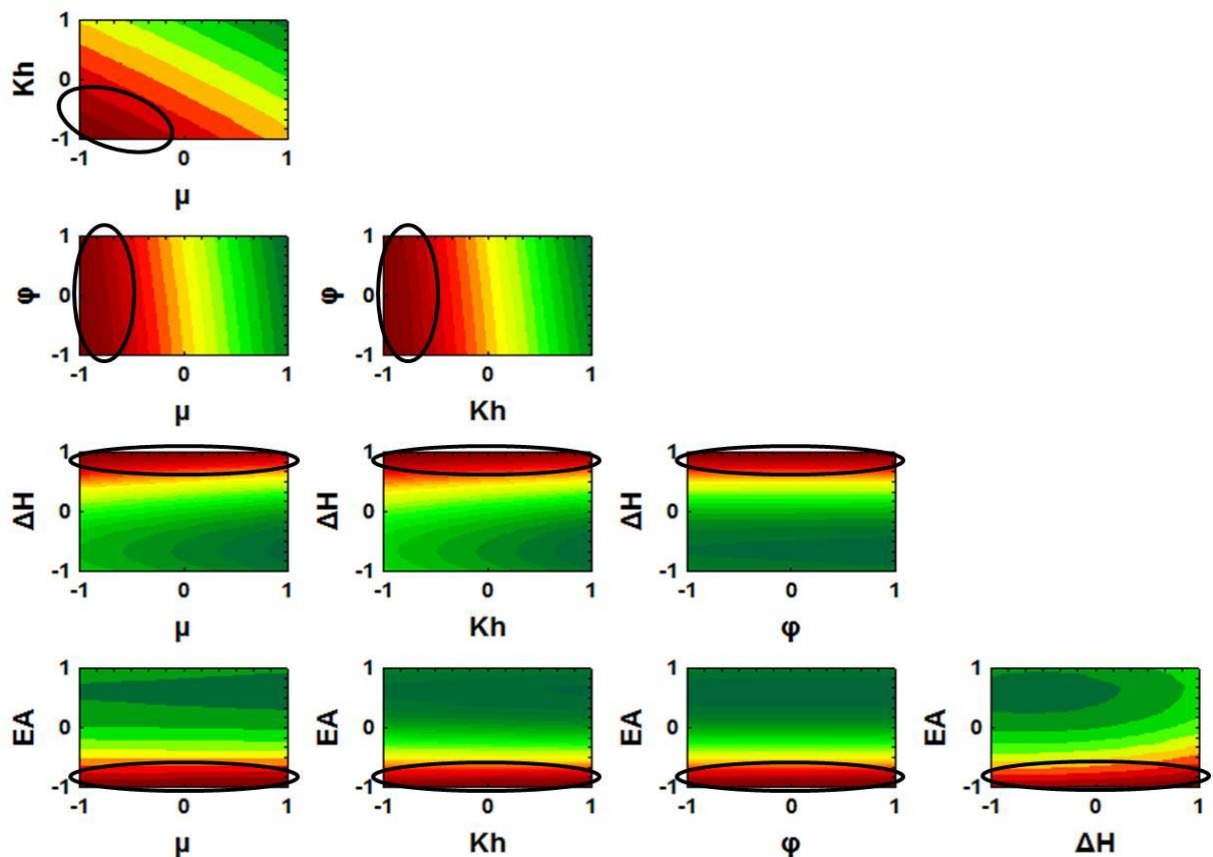 1
Kh 0
-1
-1 0 1
μ
1 1
φ 0 φ 0
-1 -1
-1 0 1 -1 0 1
μ Kh
1 1 1
ΔH 0 ΔH 0 ΔH 0
-1 -1 -1
-1 0 1 -1 0 1 -1 0 1
μ Kh φ
1 1 1 1
EA 0 EA 0 EA 0 EA 0
-1 -1 -1 -1
-1 0 1 -1 0 1 -1 0 1 -1 0 1
μ Kh φ ΔH